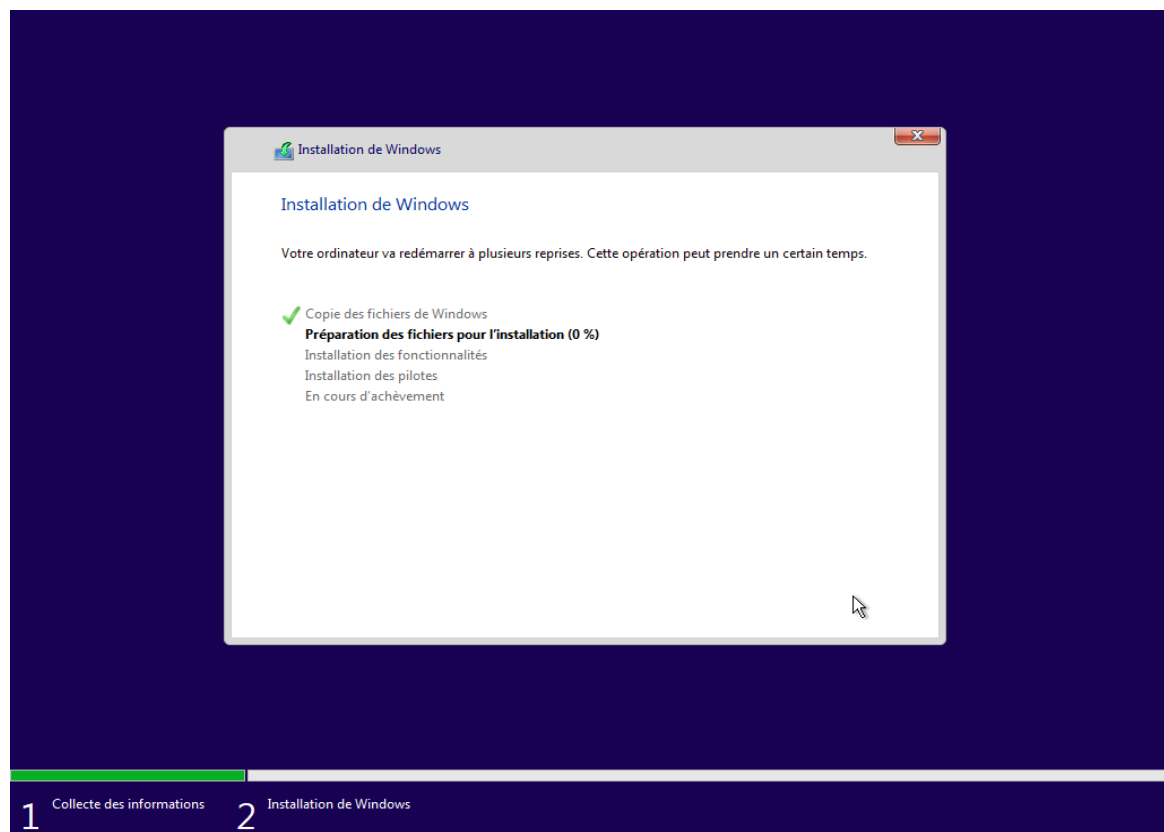 Installation de Windows
Installation de Windows
Votre ordinateur va redémarrer à plusieurs reprises. Cette opération peut prendre un certain temps.
Copie des fichiers de Windows
Préparation des fichiers pour l'installation (0 %)
Installation des fonctionnalités
Installation des pilotes
En cours d'achèvement
1 Collecte des informations 2 Installation de Windows